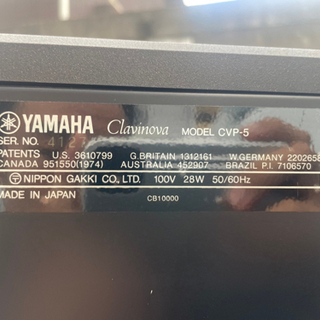 YAMAHA Clavinova MODEL CVP-5
SER. NO.
PATENTS U.S. 3610799 G.BRITAIN 1312161 W.GERMANY 2202658
CANADA 951550(1974) AUSTRALIA 452907 BRAZIL P.I. 7106570
NIPPON GAKKI CO., LTD. 100V 28W 50/60Hz
MADE IN JAPAN CB10000